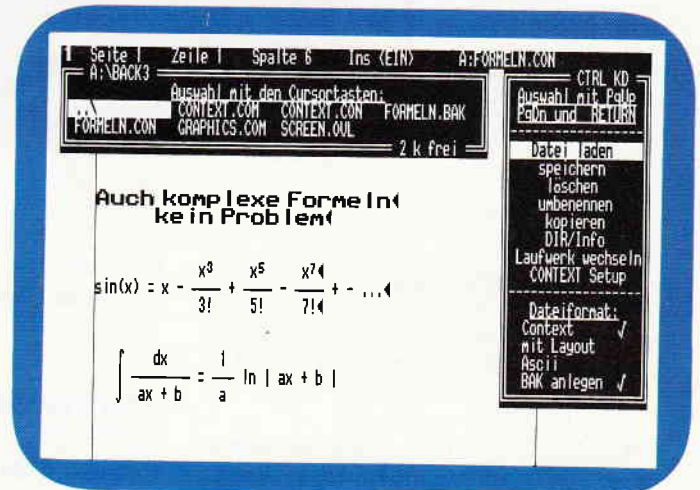 1 Seite 1 Zeile 1 Spalte 6 Ins (EIN) A:FORMELN.CON
A:\BACK3
Auswahl mit den Cursortasten:
..\ CONTEXT.COM CONTEXT.CON FORMELN.BAK
FORMELN.CON GRAPHICS.COM SCREEN.OVL
2 k frei
CTRL KD
Auswahl mit PgUp
PgDn und RETURN
Datei laden
speichern
löschen
umbenennen
kopieren
DIR/Info
Laufwerk wechseln
CONTEXT Setup
Dateiformat:
Context √
mit Layout
Ascii
BAK anlegen √
Auch komplexe Formeln
kein Problem
sin(x) = x - x³/3! + x⁵/5! - x⁷/7! + - ...
∫ dx/(ax + b) = 1/a ln | ax + b |